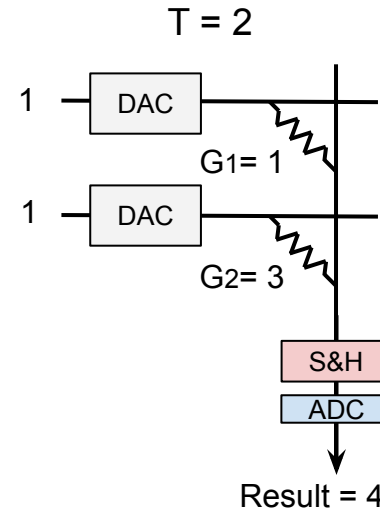 T = 2
1
DAC
G1= 1
1
DAC
G2= 3
S&H
ADC
Result = 4